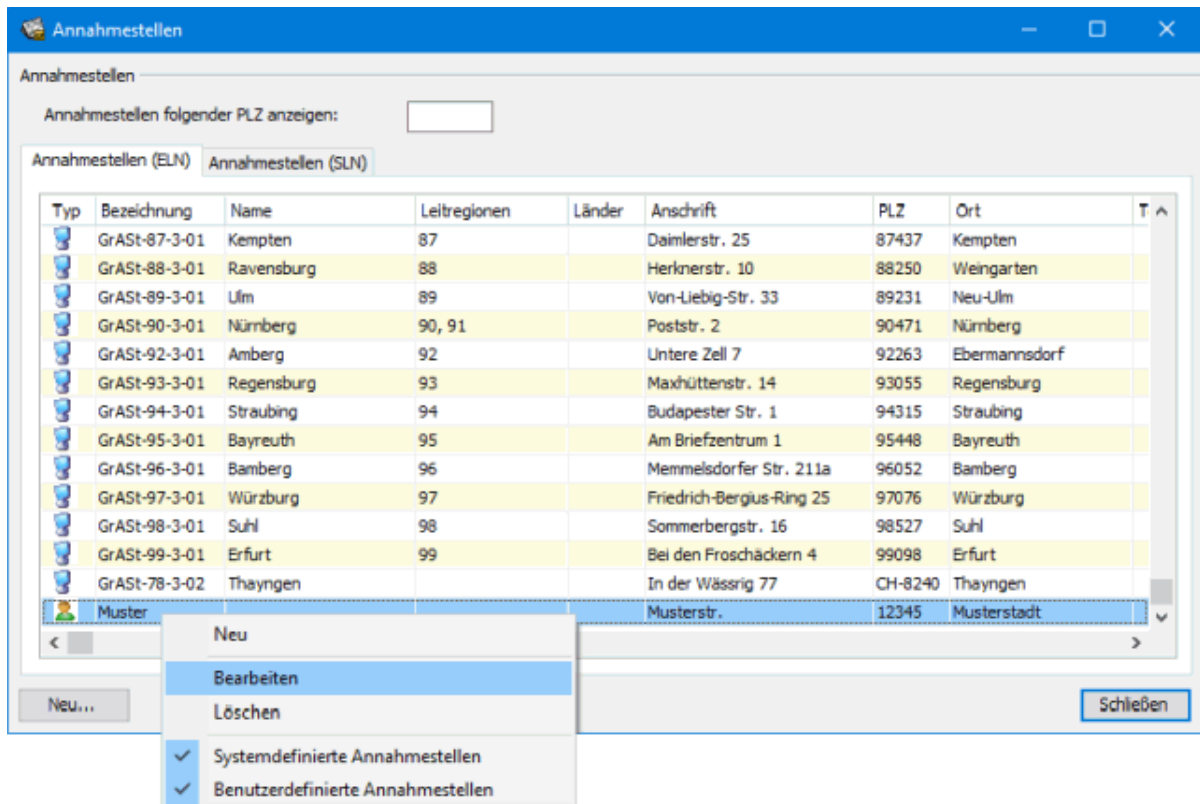 Annahmestellen
Annahmestellen
Annahmestellen folgender PLZ anzeigen:
Annahmestellen (ELN) Annahmestellen (SLN)
Typ Bezeichnung Name Leitregionen Länder Anschrift PLZ Ort T
GrASt-87-3-01 Kempten 87 Daimlerstr. 25 87437 Kempten
GrASt-88-3-01 Ravensburg 88 Herknerstr. 10 88250 Weingarten
GrASt-89-3-01 Ulm 89 Von-Liebig-Str. 33 89231 Neu-Ulm
GrASt-90-3-01 Nürnberg 90, 91 Poststr. 2 90471 Nürnberg
GrASt-92-3-01 Amberg 92 Untere Zell 7 92263 Ebermannsdorf
GrASt-93-3-01 Regensburg 93 Maxhüttenstr. 14 93055 Regensburg
GrASt-94-3-01 Straubing 94 Budapester Str. 1 94315 Straubing
GrASt-95-3-01 Bayreuth 95 Am Briefzentrum 1 95448 Bayreuth
GrASt-96-3-01 Bamberg 96 Memmelsdorfer Str. 211a 96052 Bamberg
GrASt-97-3-01 Würzburg 97 Friedrich-Bergius-Ring 25 97076 Würzburg
GrASt-98-3-01 Suhl 98 Sommerbergstr. 16 98527 Suhl
GrASt-99-3-01 Erfurt 99 Bei den Froschäckern 4 99098 Erfurt
GrASt-78-3-02 Thayngen In der Wässrig 77 CH-8240 Thayngen
Muster Musterstr. 12345 Musterstadt
Neu
Bearbeiten
Löschen
Systemdefinierte Annahmestellen
Benutzerdefinierte Annahmestellen
Neu... Schließen